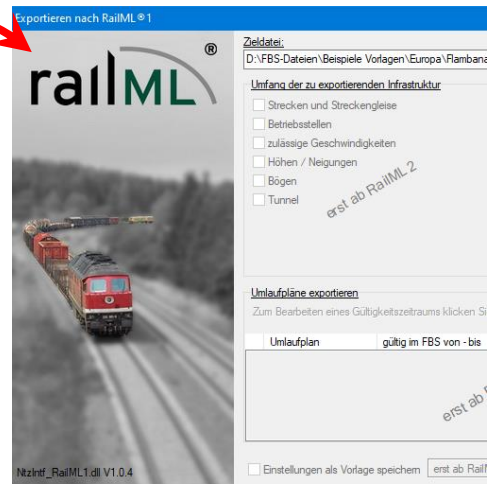 Exportieren nach RailML®1
railML®
Zieldatei:
D:\FBS-Dateien\Beispiele Vorlagen\Europa\Flambana
Umfang der zu exportierenden Infrastruktur
Strecken und Streckengleise
Betriebsstellen
zulässige Geschwindigkeiten
Höhen / Neigungen
Bögen
Tunnel
erst ab RailML 2
Umlaufpläne exportieren
Zum Bearbeiten eines Gültigkeitszeitraums klicken Si
Umlaufplan gültig im FBS von - bis
erst ab
Einstellungen als Vorlage speichern erst ab Rail
NtzIntf_RailML1.dll V1.0.4